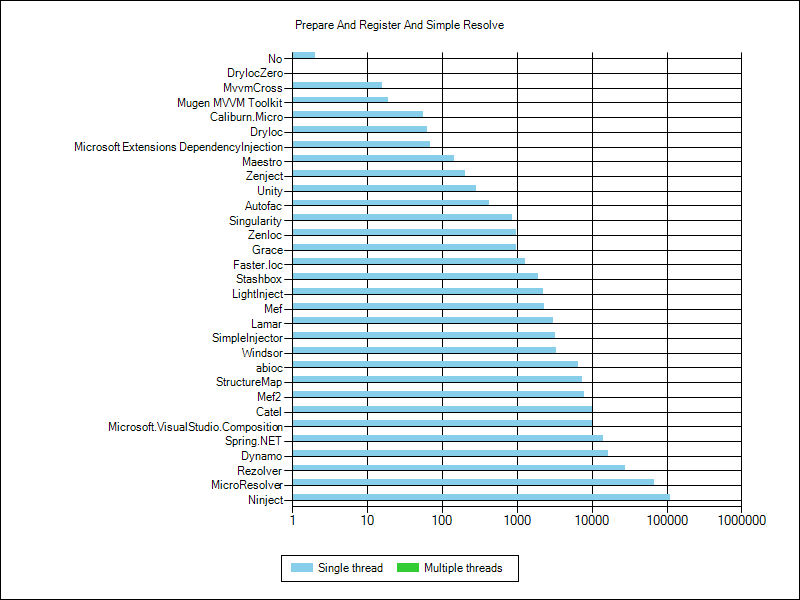 Prepare And Register And Simple Resolve
No
DryIocZero
MvvmCross
Mugen MVVM Toolkit
Caliburn.Micro
DryIoc
Microsoft Extensions DependencyInjection
Maestro
Zenject
Unity
Autofac
Singularity
ZenIoc
Grace
Faster.Ioc
Stashbox
LightInject
Mef
Lamar
SimpleInjector
Windsor
abioc
StructureMap
Mef2
Catel
Microsoft.VisualStudio.Composition
Spring.NET
Dynamo
Rezolver
MicroResolver
Ninject
1 10 100 1000 10000 100000 1000000
Single thread Multiple threads